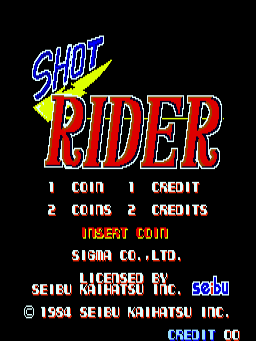 SHOT
RIDER
1 COIN 1 CREDIT
2 COINS 2 CREDITS
INSERT COIN
SIGMA CO.,LTD.
LICENSED BY
SEIBU KAIHATSU INC. seibu
© 1984 SEIBU KAIHATSU INC.
CREDIT 00